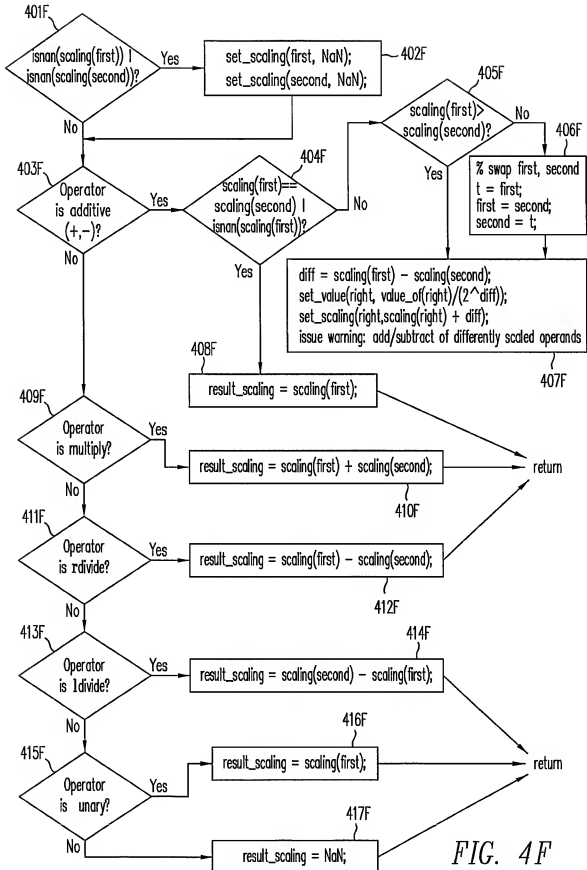 401F
isnan(scaling(first)) |
isnan(scaling(second))?
Yes
set_scaling(first, NaN);
set_scaling(second, NaN);
402F
No
403F
Operator
is additive
(+,-)?
Yes
No
404F
scaling(first)==
scaling(second) |
isnan(scaling(first))?
No
Yes
405F
scaling(first)>
scaling(second)?
No
Yes
406F
% swap first, second
t = first;
first = second;
second = t;
diff = scaling(first) – scaling(second);
set_value(right, value_of(right)/(2^diff));
set_scaling(right,scaling(right) + diff);
issue warning: add/subtract of differently scaled operands
407F
408F
result_scaling = scaling(first);
409F
Operator
is multiply?
Yes
No
result_scaling = scaling(first) + scaling(second);
410F
return
411F
Operator
is rdivide?
Yes
No
result_scaling = scaling(first) – scaling(second);
412F
413F
Operator
is ldivide?
Yes
No
414F
result_scaling = scaling(second) – scaling(first);
415F
Operator
is unary?
Yes
No
416F
result_scaling = scaling(first);
return
417F
result_scaling = NaN;
FIG. 4F